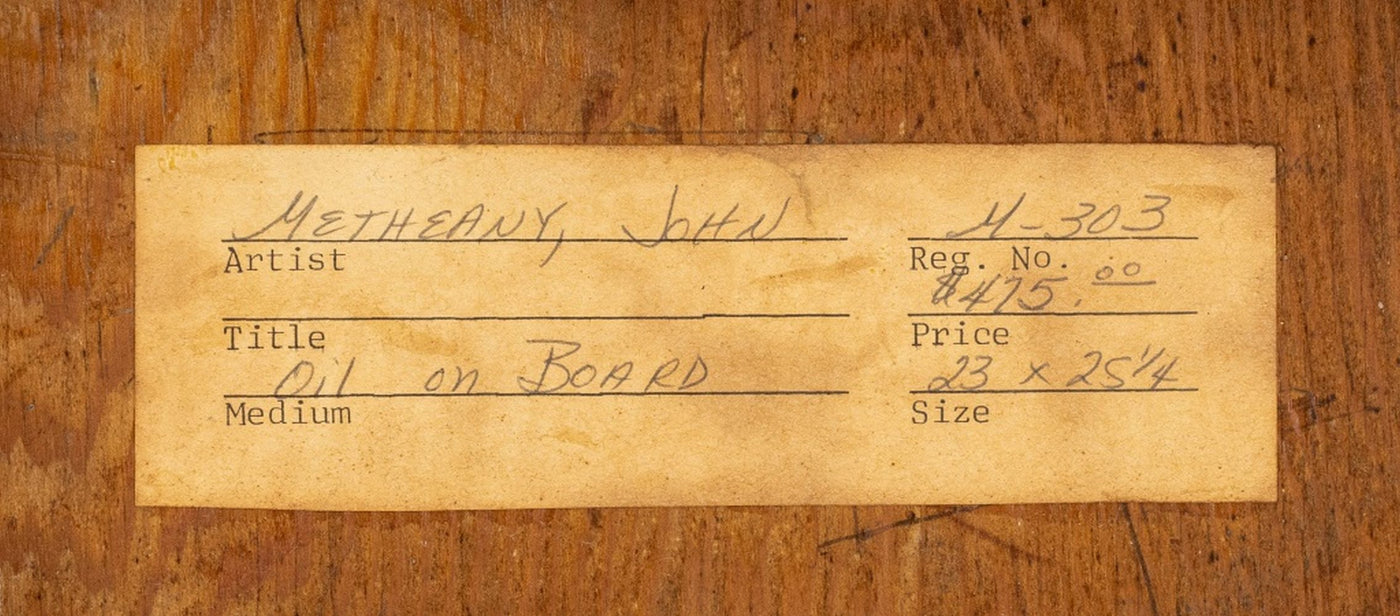 METHEANY, JOHN M-303
Artist Reg. No.
$475.00
Title Price
Oil on BOARD 23 x 25 1/4
Medium Size